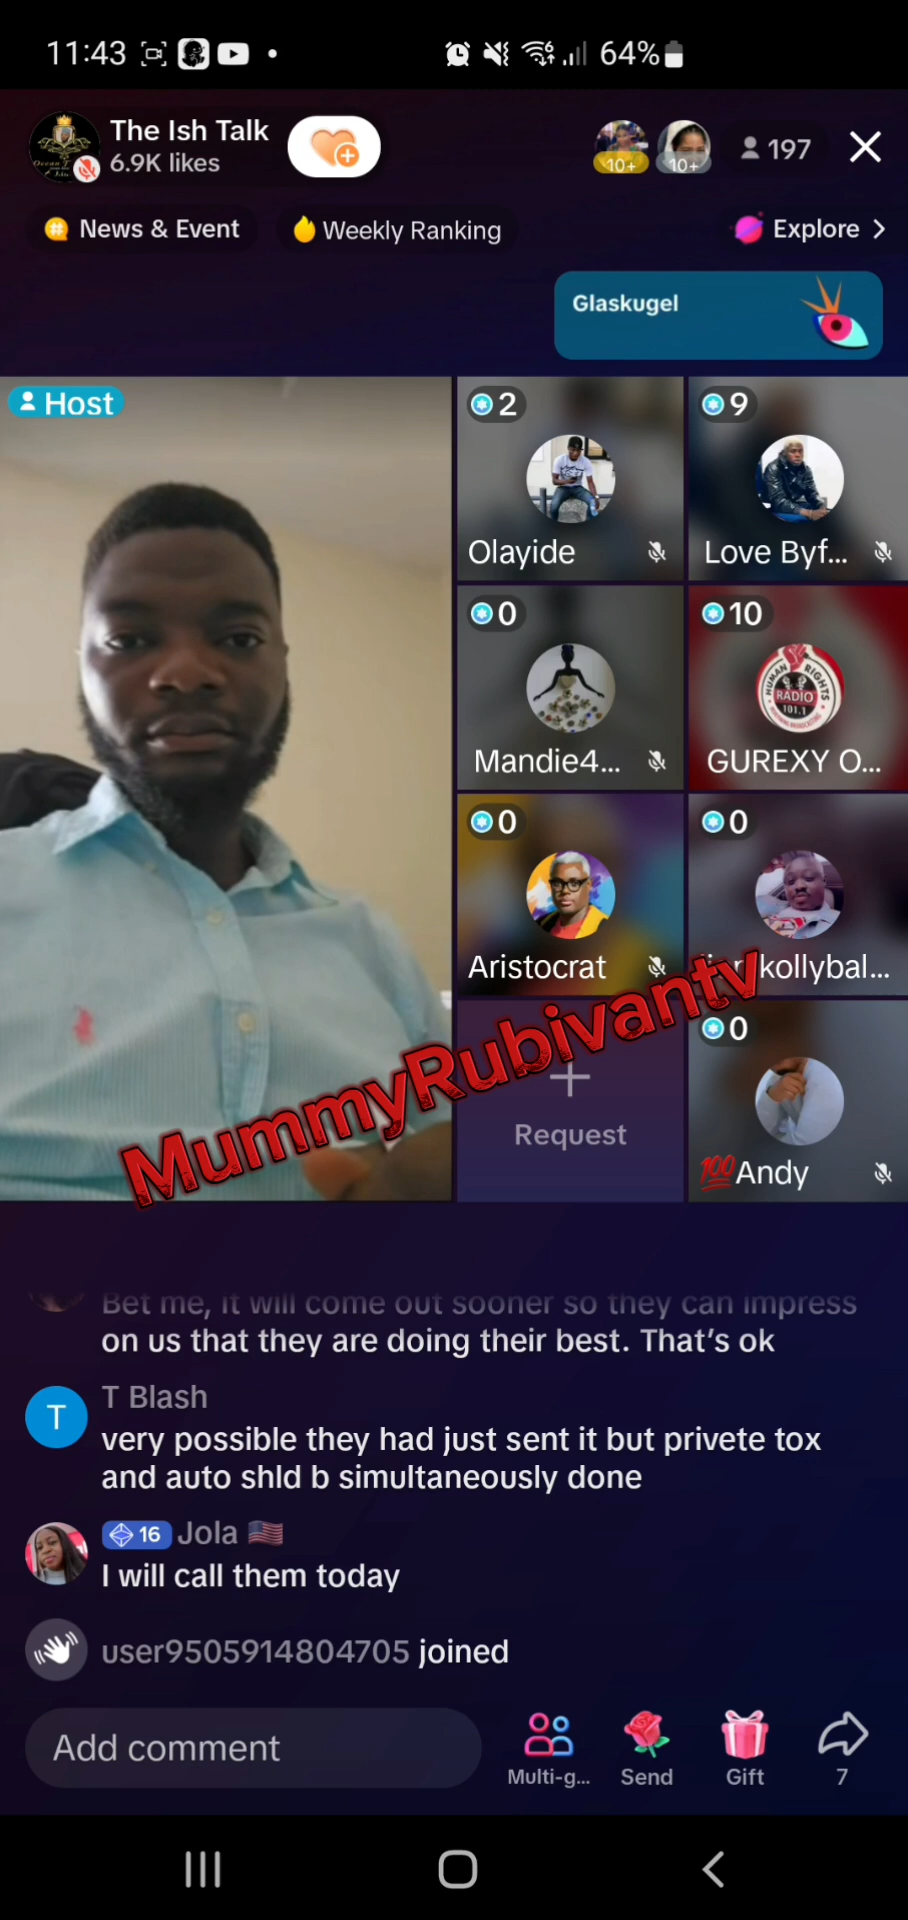 11:43
64%
The Ish Talk
6.9K likes
10+
10+
197
News & Event
Weekly Ranking
Explore
Glaskugel
Host
2
9
Olayide
Love Byf...
0
10
HUMAN RIGHTS
RADIO
101.1
Mandie4...
GUREXY O...
0
0
Aristocrat
kollybal...
MummyRubivantv
0
Request
💯Andy
Bet me, it will come out sooner so they can impress
on us that they are doing their best. That's ok
T
T Blash
very possible they had just sent it but privete tox
and auto shld b simultaneously done
16 Jola 🇺🇸
I will call them today
user9505914804705 joined
Add comment
Multi-g...
Send
Gift
7